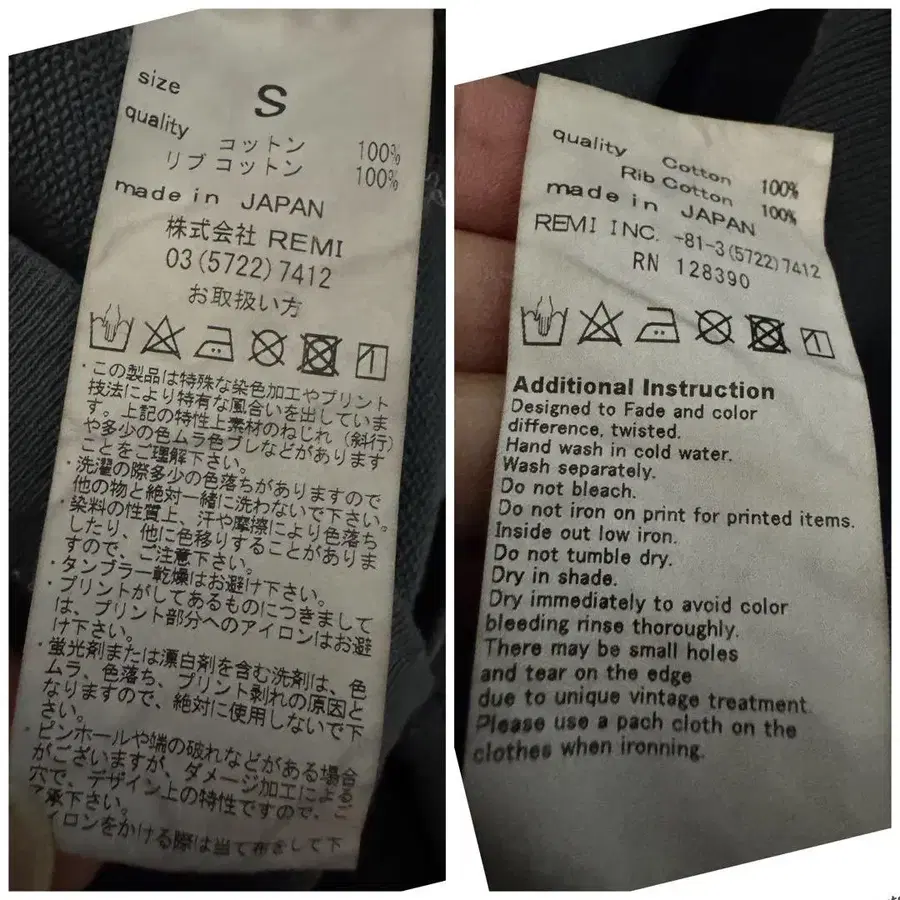 size S
quality
コットン 100%
リブ コットン 100%
made in JAPAN
株式会社 REMI
03(5722)7412
お取扱い方
・この製品は特殊な染色加工やプリント
技法により特有な風合いを出していま
す。上記の特性上素材のねじれ（斜行）
や多少の色ムラ色ブレなどがあります
ことをご理解下さい。
・洗濯の際多少の色落ちがありますので
他の物と絶対一緒に洗わないで下さい。
・染料の性質上、汗や摩擦により色落ち
したり、他に色移りすることがありま
すので、ご注意下さい。
・タンブラー乾燥はお避け下さい。
・プリントがしてあるものにつきまして
は、プリント部分へのアイロンはお避
け下さい。
・蛍光剤または漂白剤を含む洗剤は、色
ムラ、色落ち、プリント剥れの原因と
なりますので、絶対に使用しないで下
さい。
・ピンホールや端の破れなどがある場合
がございますが、ダメージ加工によるご
穴で、デザイン上の特性ですので、
了承下さい。
イロンをかける際は当て布をして下
quality Cotton 100%
Rib Cotton 100%
made in JAPAN
REMI INC. -81-3(5722)7412
RN 128390
Additional Instruction
Designed to Fade and color
difference, twisted.
Hand wash in cold water.
Wash separately.
Do not bleach.
Do not iron on print for printed items.
Inside out low iron.
Do not tumble dry.
Dry in shade.
Dry immediately to avoid color
bleeding rinse thoroughly.
There may be small holes
and tear on the edge
due to unique vintage treatment.
Please use a pach cloth on the
clothes when ironning.